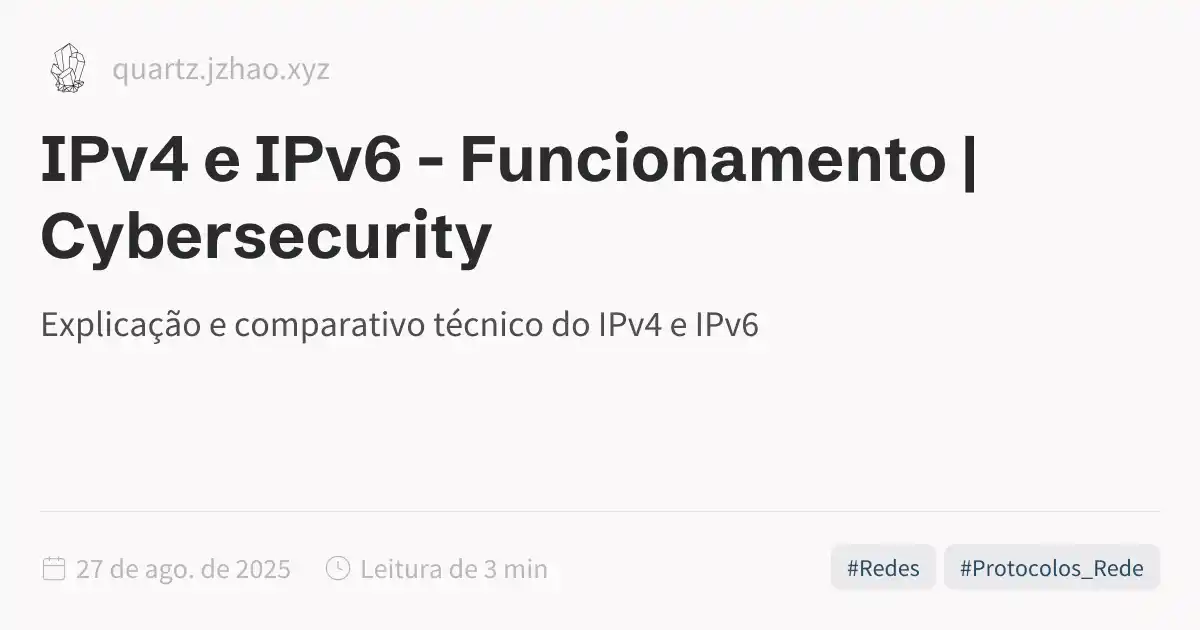 quartz.jzhao.xyz
IPv4 e IPv6 - Funcionamento |
Cybersecurity
Explicação e comparativo técnico do IPv4 e IPv6
27 de ago. de 2025 Leitura de 3 min #Redes #Protocolos_Rede